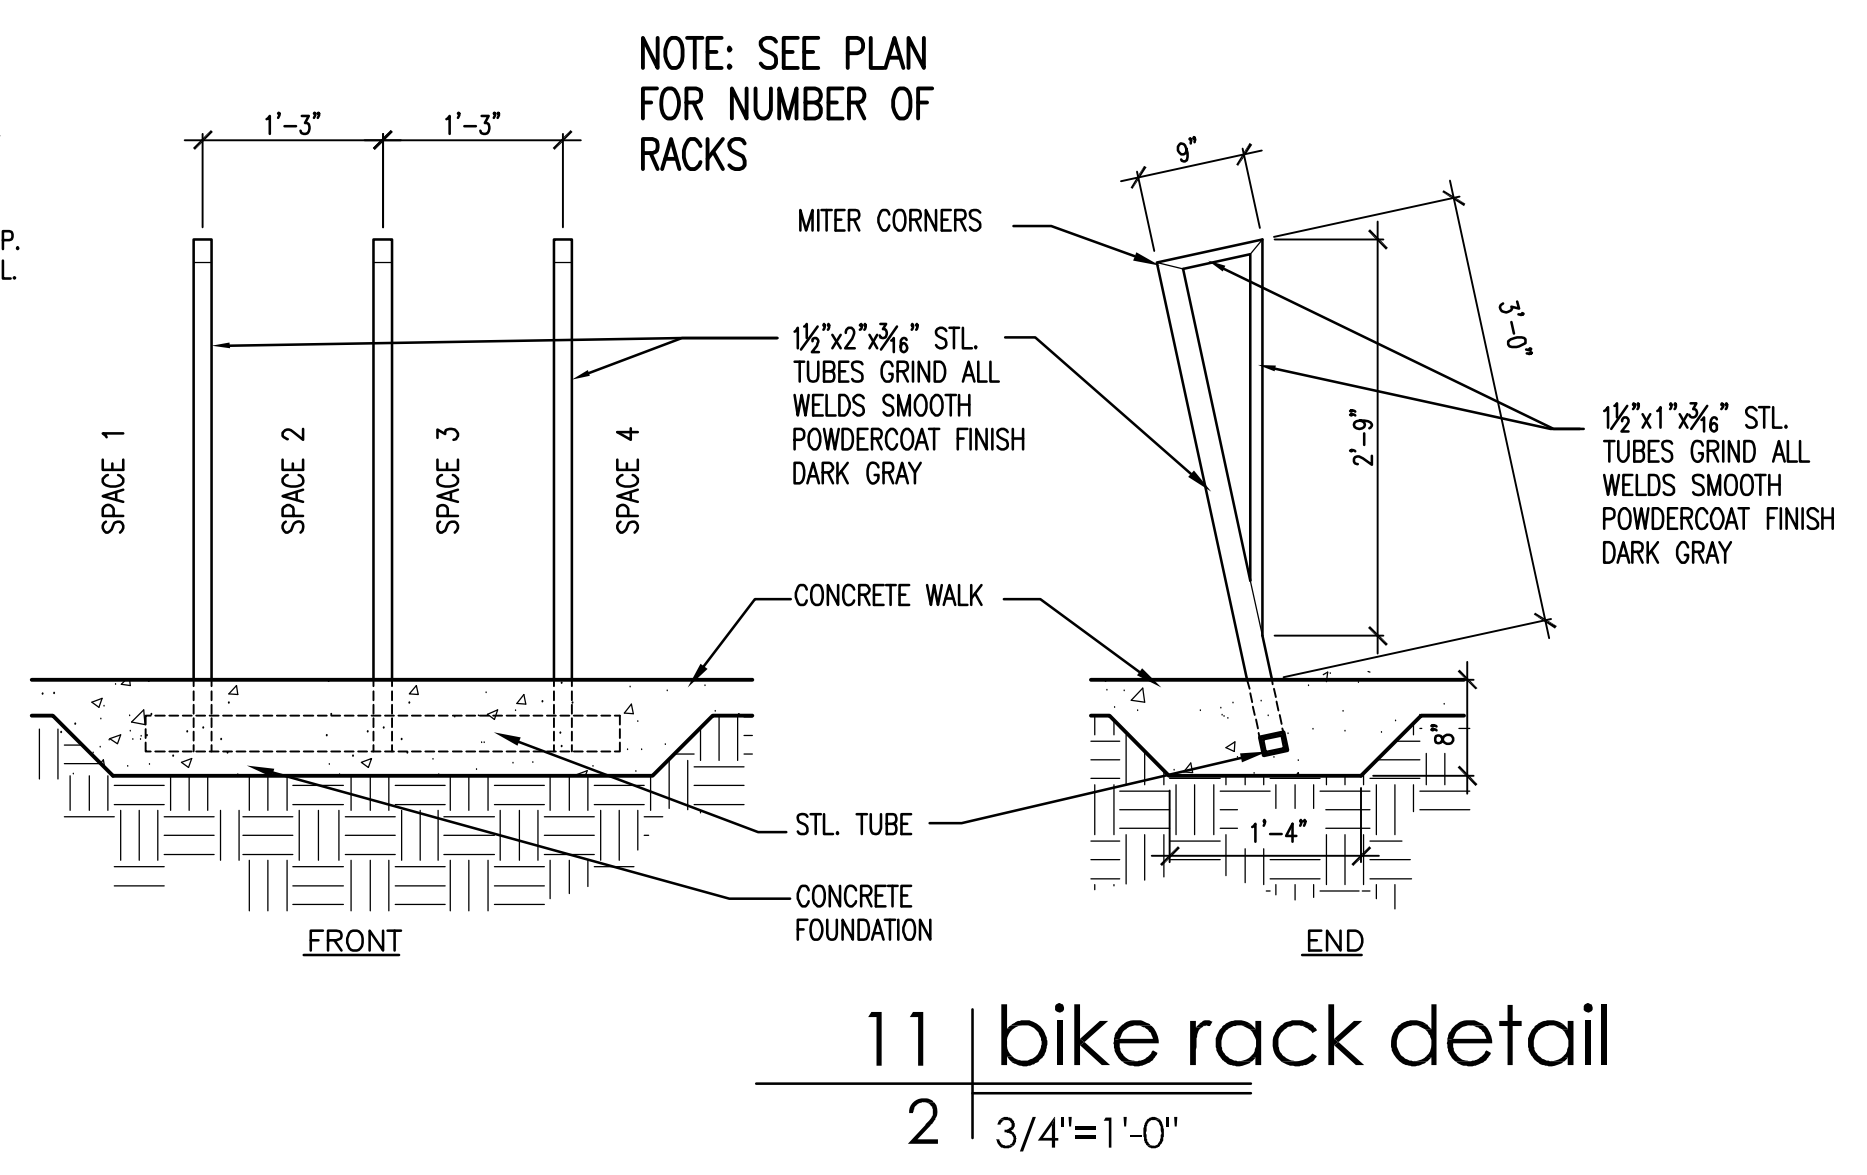 NOTE: SEE PLAN
FOR NUMBER OF
RACKS
1'-3"
1'-3"
P.
L.
9"
MITER CORNERS
1½"x2"x3/16" STL.
TUBES GRIND ALL
WELDS SMOOTH
POWDERCOAT FINISH
DARK GRAY
3'-0"
2'-9"
1½"x1"x3/16" STL.
TUBES GRIND ALL
WELDS SMOOTH
POWDERCOAT FINISH
DARK GRAY
SPACE 1
SPACE 2
SPACE 3
SPACE 4
CONCRETE WALK
8"
STL. TUBE
1'-4"
CONCRETE
FOUNDATION
FRONT
END
11
bike rack detail
2
3/4"=1'-0"